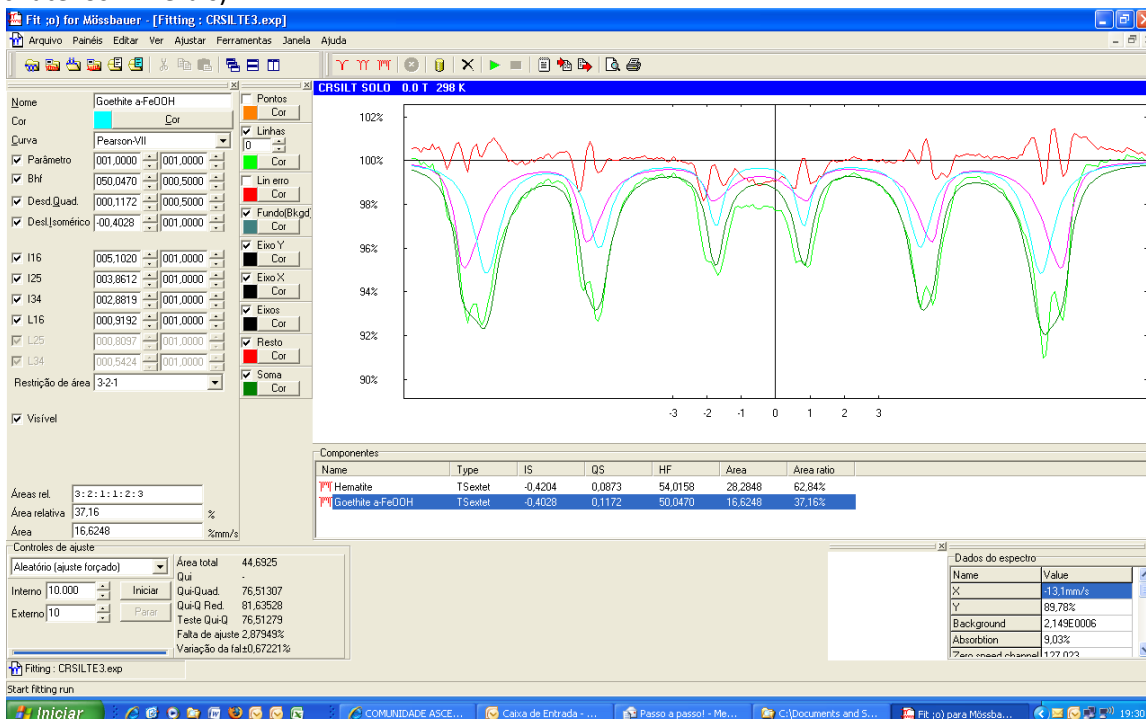 Fit ;o) for Mössbauer - [Fitting : CRSILTE3.exp]
Arquivo Painéis Editar Ver Ajustar Ferramentas Janela Ajuda
Nome Goethite a-FeOOH
Cor Cor
Curva Pearson-VII
Parâmetro 001,0000 001,0000
Bhf 050,0470 000,5000
Desd.Quad. 000,1172 000,5000
Desl.Isomérico -00,4028 001,0000
I16 005,1020 001,0000
I25 003,8612 001,0000
I34 002,8819 001,0000
L16 000,9192 001,0000
L25 000,8097 001,0000
L34 000,5424 001,0000
Restrição de área 3-2-1
Visível
Áreas rel. 3:2:1:1:2:3
Área relativa 37,16 %
Área 16,6248 %mm/s
Pontos
Cor
Linhas
0
Cor
Lin erro
Cor
Fundo(Bkgd
Cor
Eixo Y
Cor
Eixo X
Cor
Eixos
Cor
Resto
Cor
Soma
Cor
CRSILT SOLO 0.0 T 298 K
102%
100%
98%
96%
94%
92%
90%
-3 -2 -1 0 1 2 3
Componentes
Name Type IS QS HF Area Area ratio
Hematite TSextet -0,4204 0,0873 54,0158 28,2848 62,84%
Goethite a-FeOOH TSextet -0,4028 0,1172 50,0470 16,6248 37,16%
Controles de ajuste
Aleatório (ajuste forçado)
Interno 10.000 Iniciar
Externo 10 Parar
Área total 44,6925
Qui -
Qui-Quad. 76,51307
Qui-Q Red. 81,63528
Teste Qui-Q 76,51279
Falta de ajuste 2,87949%
Variação da fal±0,67221%
Dados do espectro
Name Value
X -13,1mm/s
Y 89,78%
Background 2,149E0006
Absorbtion 9,03%
Zero speed channel 127,023
Fitting : CRSILTE3.exp
Start fitting run
Iniciar
COMUNIDADE ASCE...
Caixa de Entrada - ...
Passo a passo! - Me...
C:\Documents and S...
Fit ;o) para Mössba...